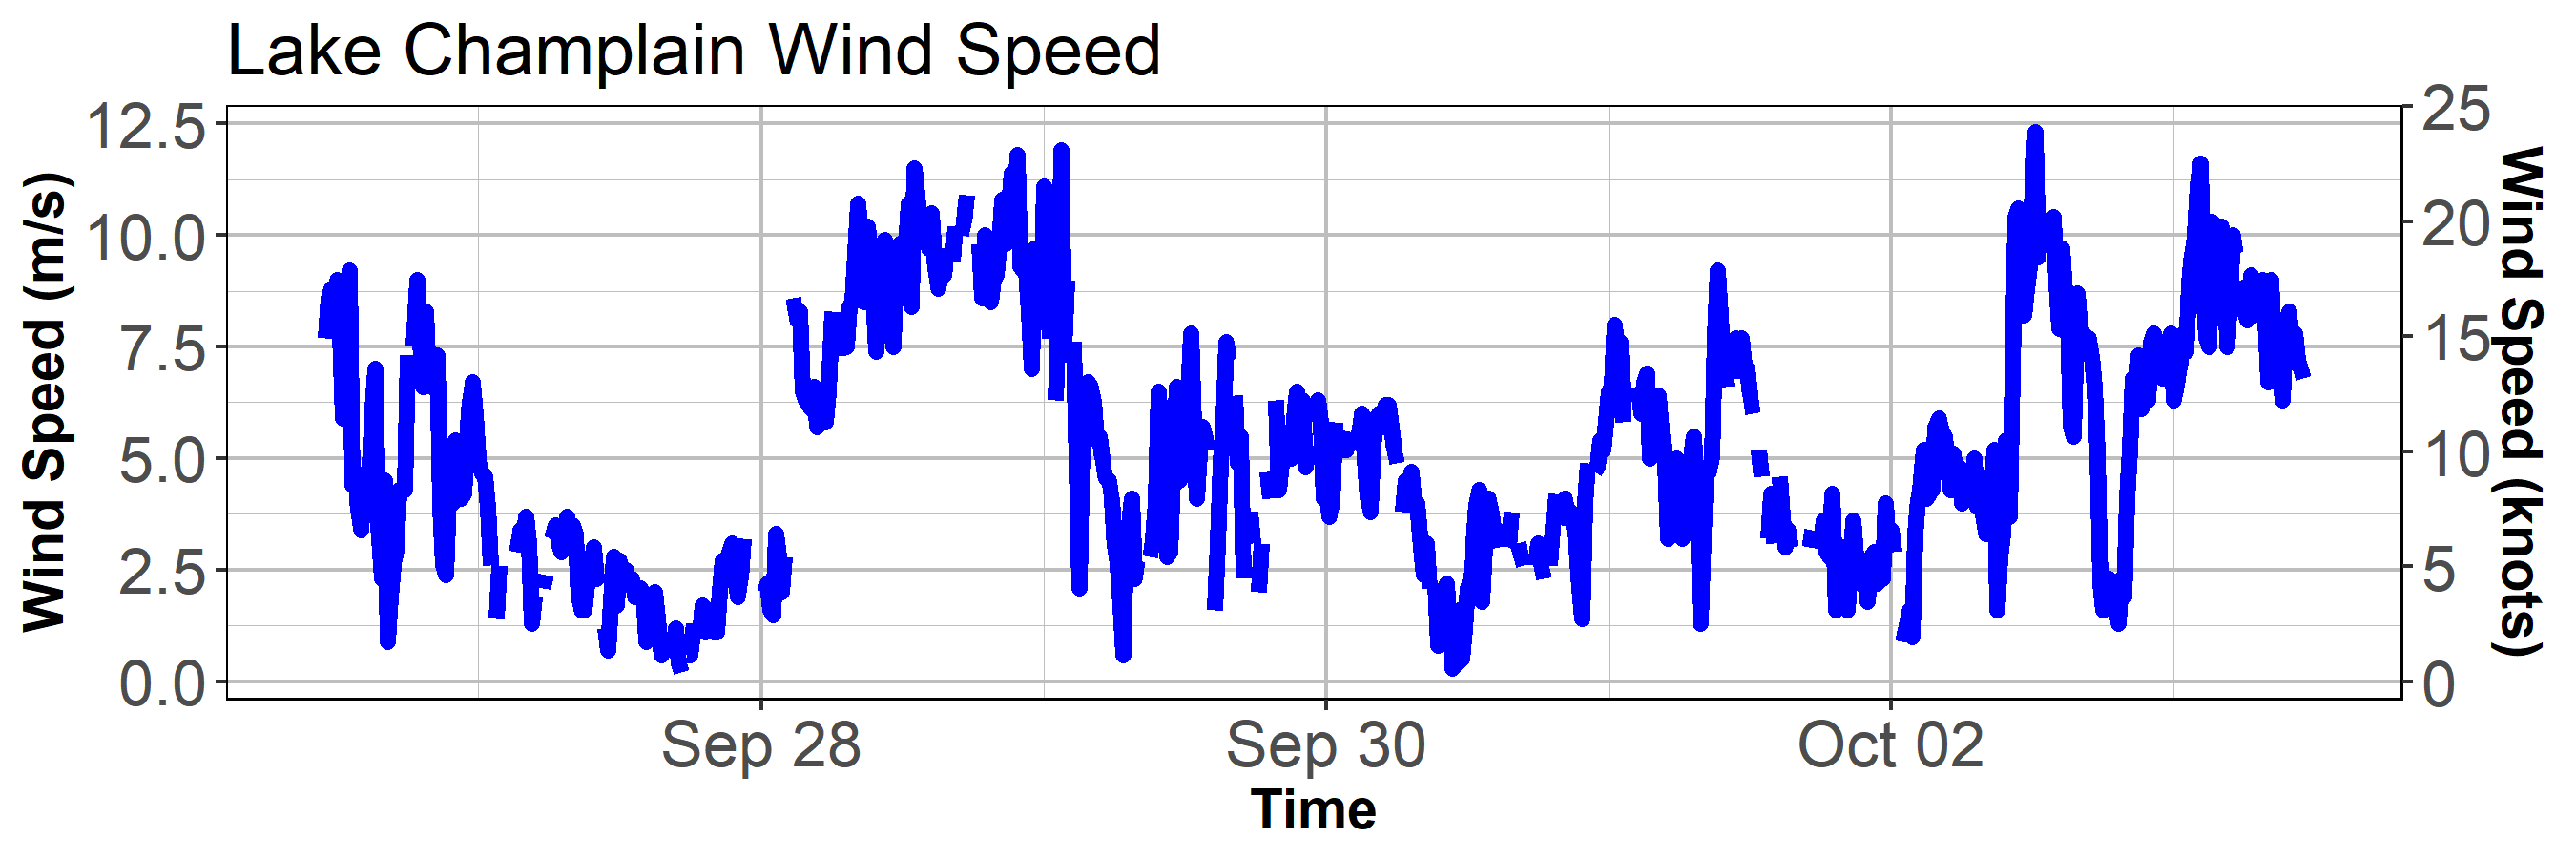 Lake Champlain Wind Speed
Wind Speed (m/s)
12.5
10.0
7.5
5.0
2.5
0.0
25
20
15
10
5
0
Wind Speed (knots)
Sep 28
Sep 30
Oct 02
Time